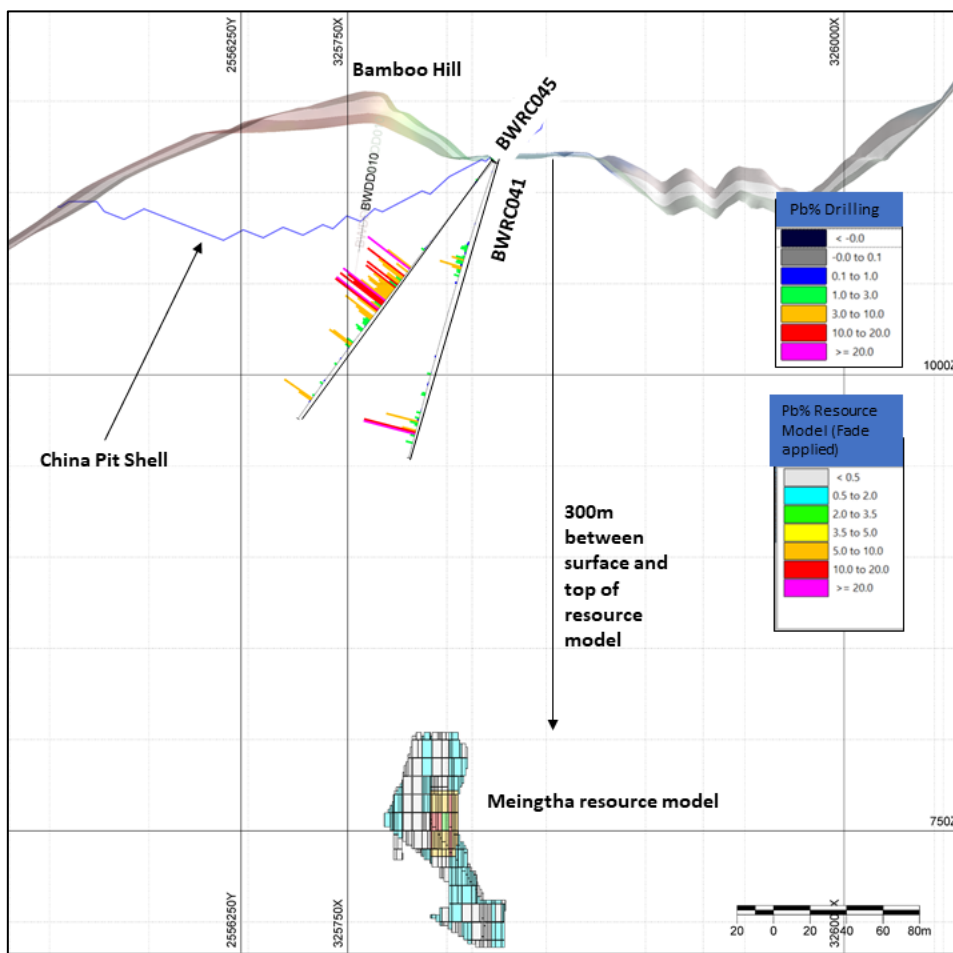 2556250Y
325750X
326000X
Bamboo Hill
BWRC045
BWRC041
BWDD010
Pb% Drilling
< -0.0
-0.0 to 0.1
0.1 to 1.0
1.0 to 3.0
3.0 to 10.0
10.0 to 20.0
>= 20.0
1000Z
Pb% Resource
Model (Fade
applied)
< 0.5
0.5 to 2.0
2.0 to 3.5
3.5 to 5.0
5.0 to 10.0
10.0 to 20.0
>= 20.0
China Pit Shell
300m
between
surface and
top of
resource
model
Meingtha resource model
750Z
2556250Y
325750X
20 0 20 40 60 80m